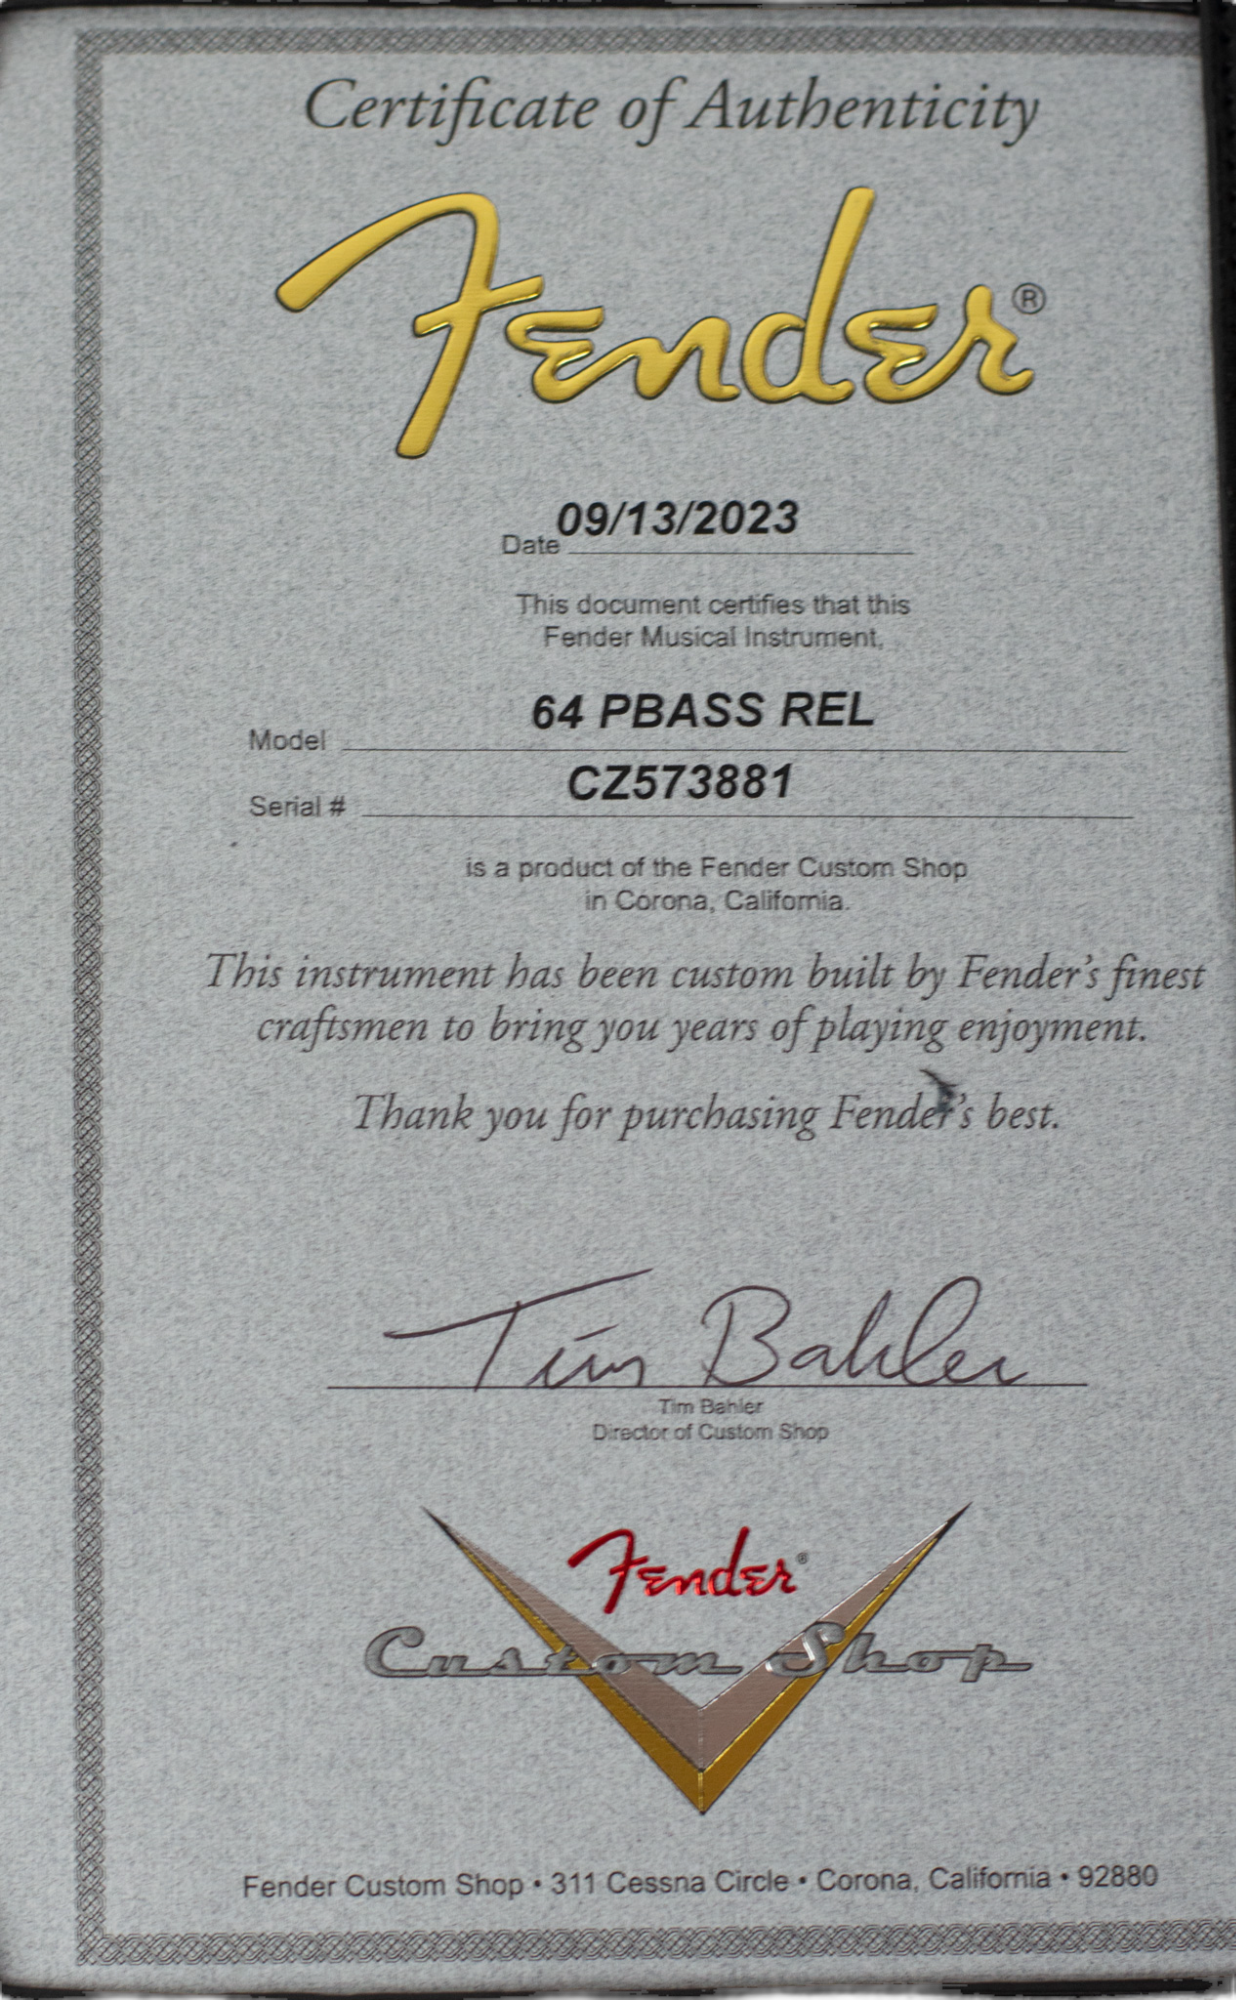 Certificate of Authenticity
Fender®
Date 09/13/2023
This document certifies that this
Fender Musical Instrument,
Model 64 PBASS REL
Serial # CZ573881
is a product of the Fender Custom Shop
in Corona, California.
This instrument has been custom built by Fender's finest
craftsmen to bring you years of playing enjoyment.
Thank you for purchasing Fender's best.
Tim Bahler
Tim Bahler
Director of Custom Shop
Fender®
Custom Shop
Fender Custom Shop • 311 Cessna Circle • Corona, California • 92880